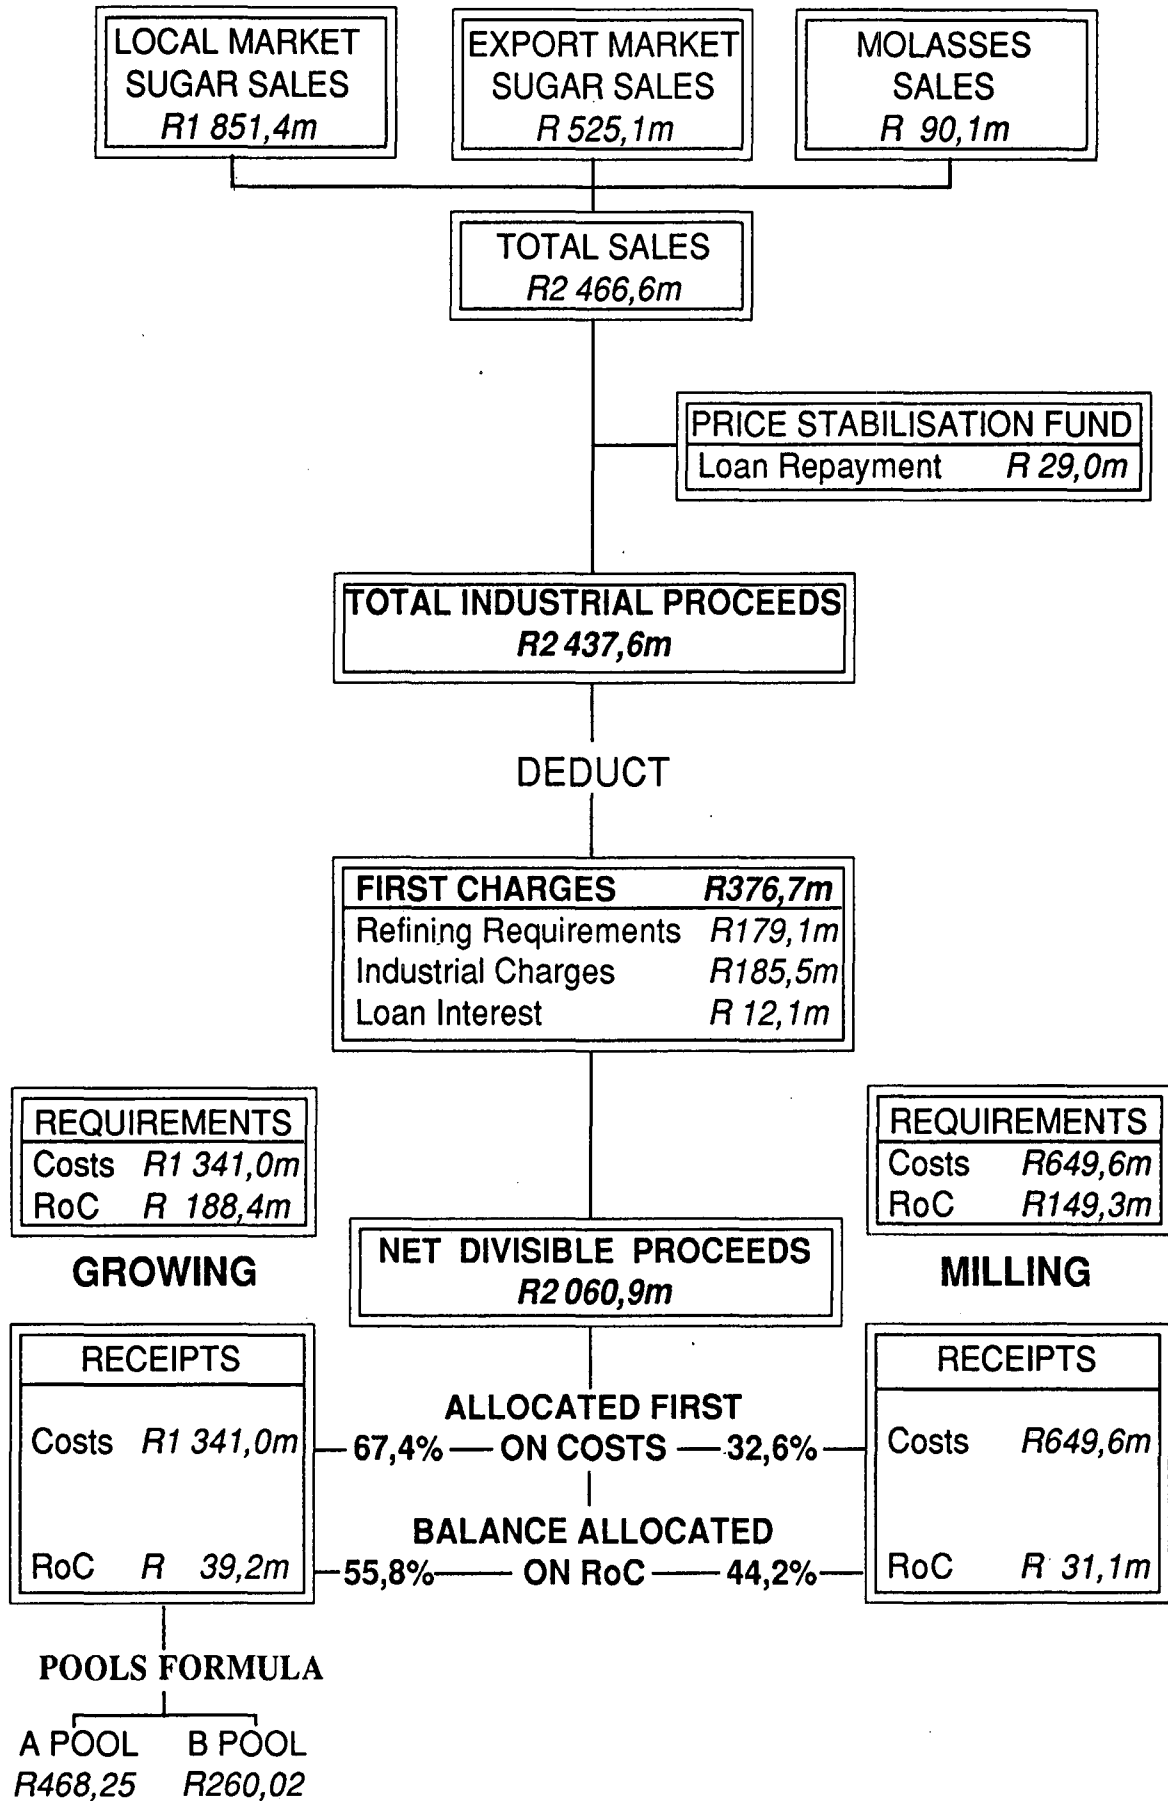 LOCAL MARKET
SUGAR SALES
R1 851,4m
EXPORT MARKET
SUGAR SALES
R 525,1m
MOLASSES
SALES
R 90,1m
TOTAL SALES
R2 466,6m
PRICE STABILISATION FUND
Loan Repayment R 29,0m
TOTAL INDUSTRIAL PROCEEDS
R2 437,6m
DEDUCT
FIRST CHARGES R376,7m
Refining Requirements R179,1m
Industrial Charges R185,5m
Loan Interest R 12,1m
REQUIREMENTS
Costs R1 341,0m
RoC R 188,4m
GROWING
REQUIREMENTS
Costs R649,6m
RoC R149,3m
MILLING
NET DIVISIBLE PROCEEDS
R2 060,9m
RECEIPTS
Costs R1 341,0m
RoC R 39,2m
ALLOCATED FIRST
67,4% ON COSTS 32,6%
BALANCE ALLOCATED
55,8% ON RoC 44,2%
RECEIPTS
Costs R649,6m
RoC R 31,1m
POOLS FORMULA
A POOL B POOL
R468,25 R260,02